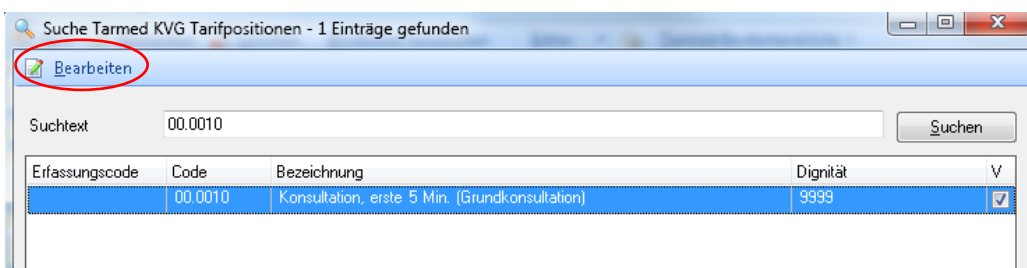 Suche Tarmed KVG Tarifpositionen - 1 Einträge gefunden
Bearbeiten
Suchtext 00.0010 Suchen
Erfassungscode Code Bezeichnung Dignität V
00.0010 Konsultation, erste 5 Min. (Grundkonsultation) 9999